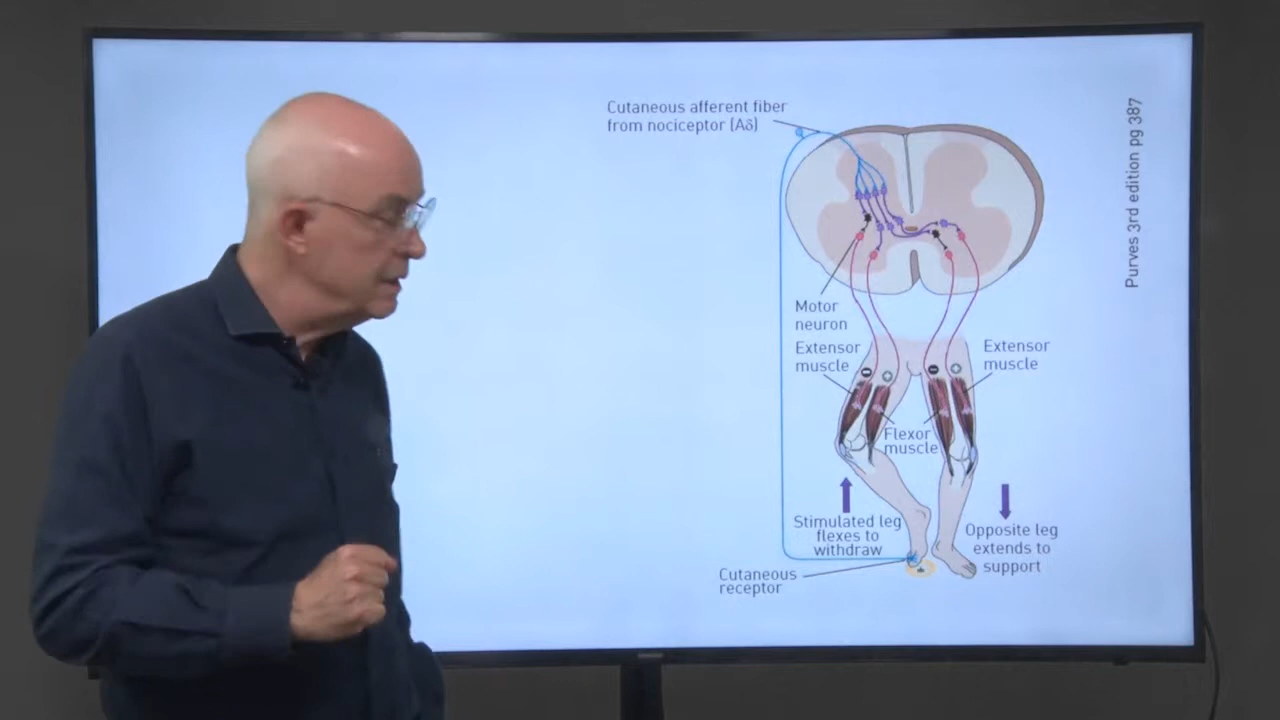 Cutaneous afferent fiber
from nociceptor (Aδ)
Purves 3rd edition pg 387
Motor
neuron
Extensor
muscle
Extensor
muscle
Flexor
muscle
Stimulated leg
flexes to
withdraw
Opposite leg
extends to
support
Cutaneous
receptor